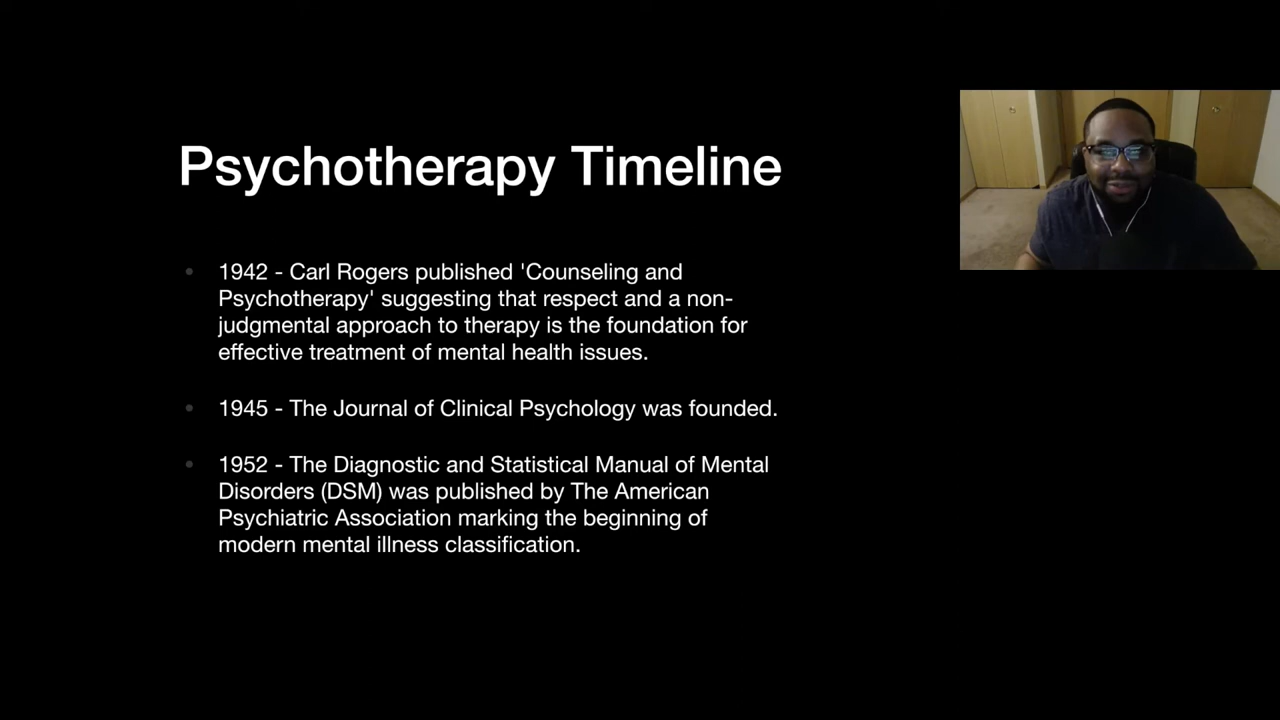 Psychotherapy Timeline
1942 - Carl Rogers published 'Counseling and
Psychotherapy' suggesting that respect and a non-
judgmental approach to therapy is the foundation for
effective treatment of mental health issues.
1945 - The Journal of Clinical Psychology was founded.
1952 - The Diagnostic and Statistical Manual of Mental
Disorders (DSM) was published by The American
Psychiatric Association marking the beginning of
modern mental illness classification.